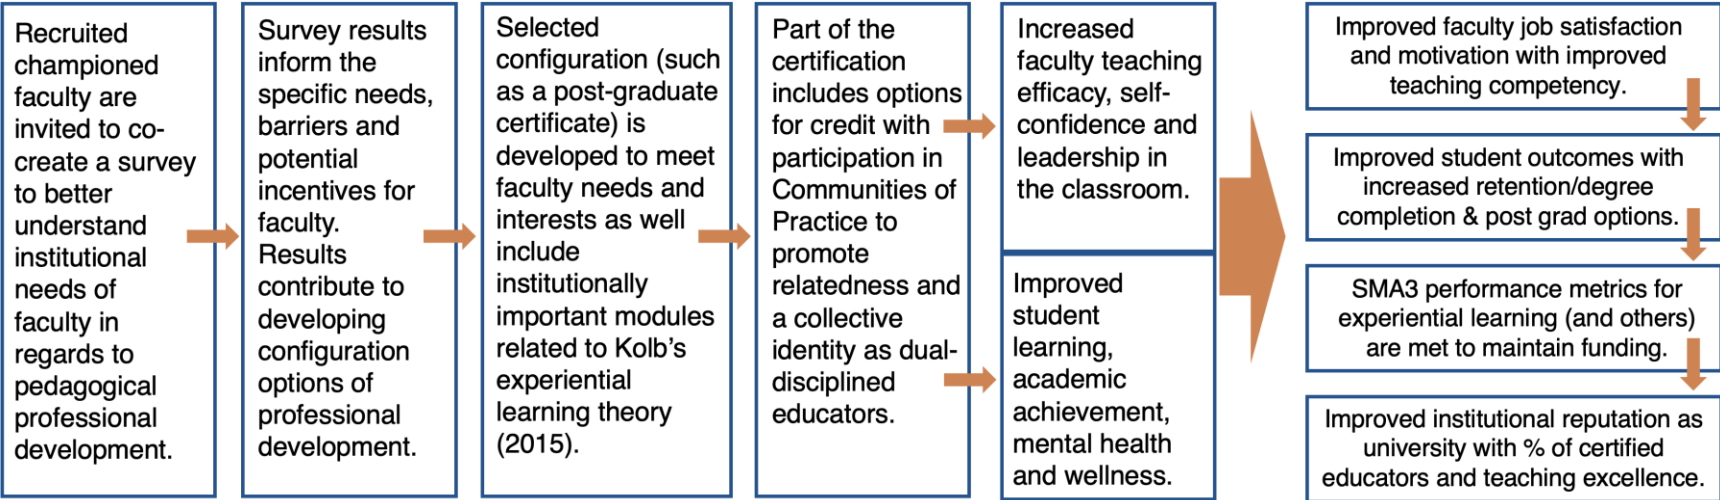 Recruited
championed
faculty are
invited to co-
create a survey
to better
understand
institutional
needs of
faculty in
regards to
pedagogical
professional
development.
Survey results
inform the
specific needs,
barriers and
potential
incentives for
faculty.
Results
contribute to
developing
configuration
options of
professional
development.
Selected
configuration (such
as a post-graduate
certificate) is
developed to meet
faculty needs and
interests as well
include
institutionally
important modules
related to Kolb’s
experiential
learning theory
(2015).
Part of the
certification
includes options
for credit with
participation in
Communities of
Practice to
promote
relatedness and
a collective
identity as dual-
disciplined
educators.
Increased
faculty teaching
efficacy, self-
confidence and
leadership in
the classroom.
Improved
student
learning,
academic
achievement,
mental health
and wellness.
Improved faculty job satisfaction
and motivation with improved
teaching competency.
Improved student outcomes with
increased retention/degree
completion & post grad options.
SMA3 performance metrics for
experiential learning (and others)
are met to maintain funding.
Improved institutional reputation as
university with % of certified
educators and teaching excellence.